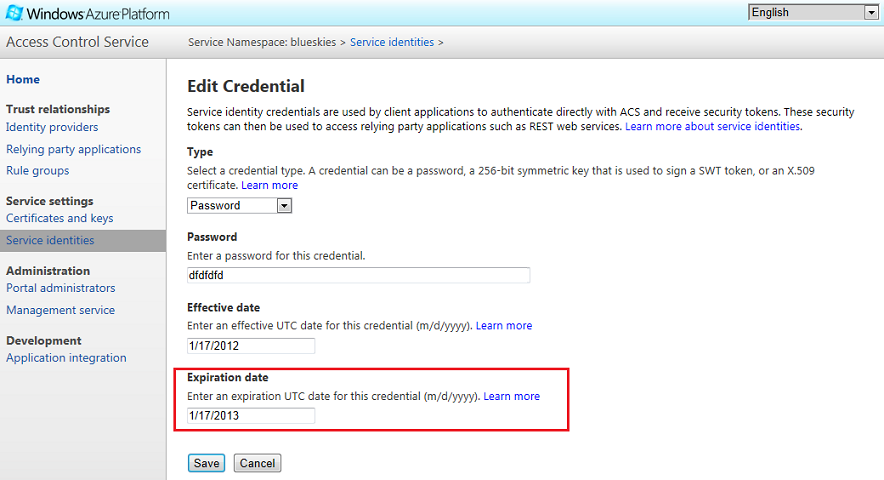 Windows Azure Platform
English
Access Control Service
Service Namespace: blueskies > Service identities >
Home
Trust relationships
Identity providers
Relying party applications
Rule groups
Service settings
Certificates and keys
Service identities
Administration
Portal administrators
Management service
Development
Application integration
Edit Credential
Service identity credentials are used by client applications to authenticate directly with ACS and receive security tokens. These security
tokens can then be used to access relying party applications such as REST web services. Learn more about service identities.
Type
Select a credential type. A credential can be a password, a 256-bit symmetric key that is used to sign a SWT token, or an X.509
certificate. Learn more
Password
Password
Enter a password for this credential.
dfdfdfd
Effective date
Enter an effective UTC date for this credential (m/d/yyyy). Learn more
1/17/2012
Expiration date
Enter an expiration UTC date for this credential (m/d/yyyy). Learn more
1/17/2013
Save Cancel